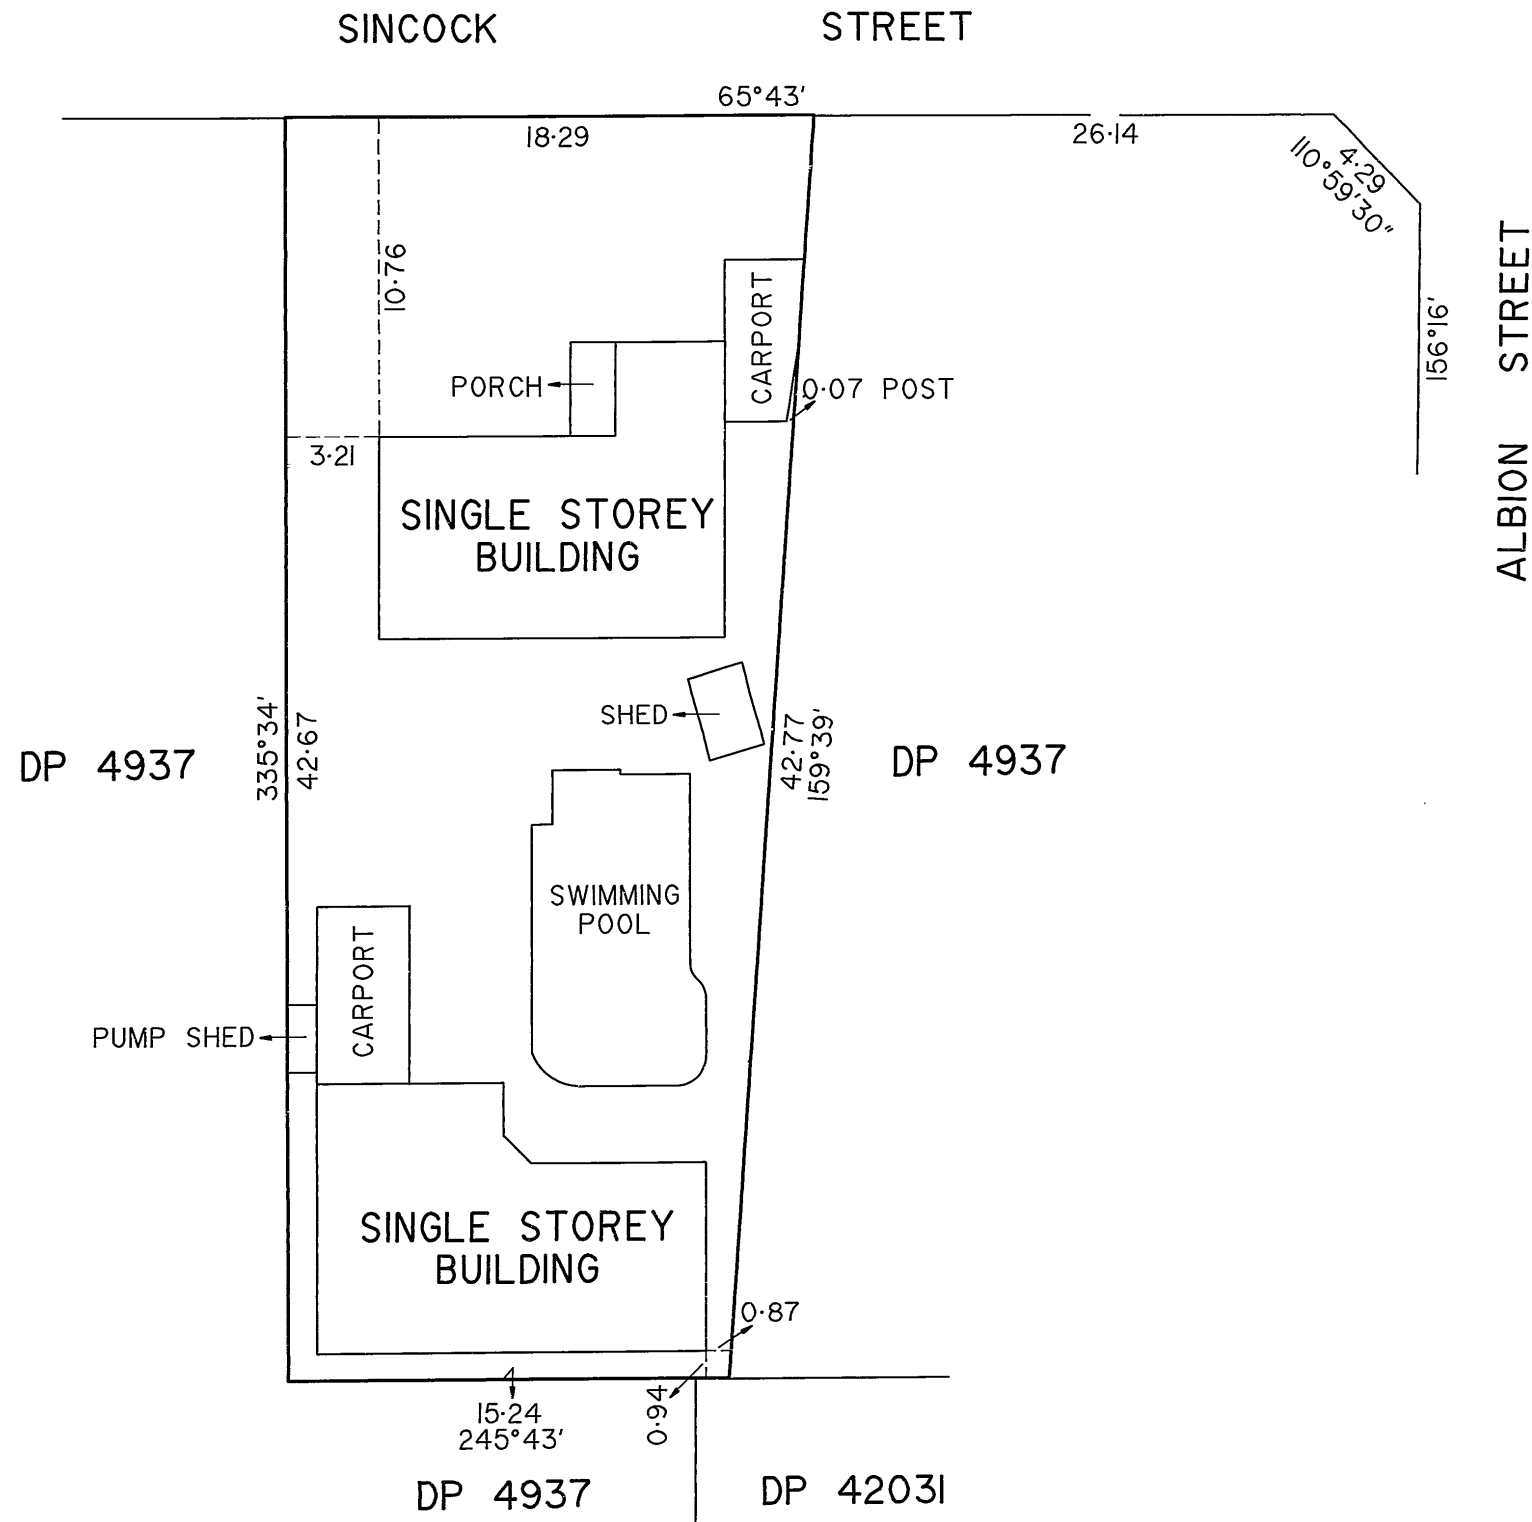 SINCOCK STREET
65°43'
18·29
26·14
4·29
110°59'30"
10·76
CARPORT
156°16'
ALBION STREET
PORCH
0·07 POST
3·21
SINGLE STOREY
BUILDING
335°34'
42·67
SHED
42·77
159°39'
DP 4937
DP 4937
SWIMMING
POOL
CARPORT
PUMP SHED
SINGLE STOREY
BUILDING
0·87
0·94
15·24
245°43'
DP 4937
DP 42031